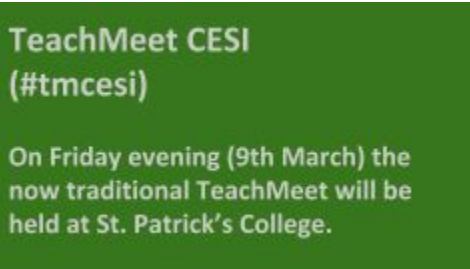 TeachMeet CESI
(#tmcesi)
On Friday evening (9th March) the
now traditional TeachMeet will be
held at St. Patrick’s College.